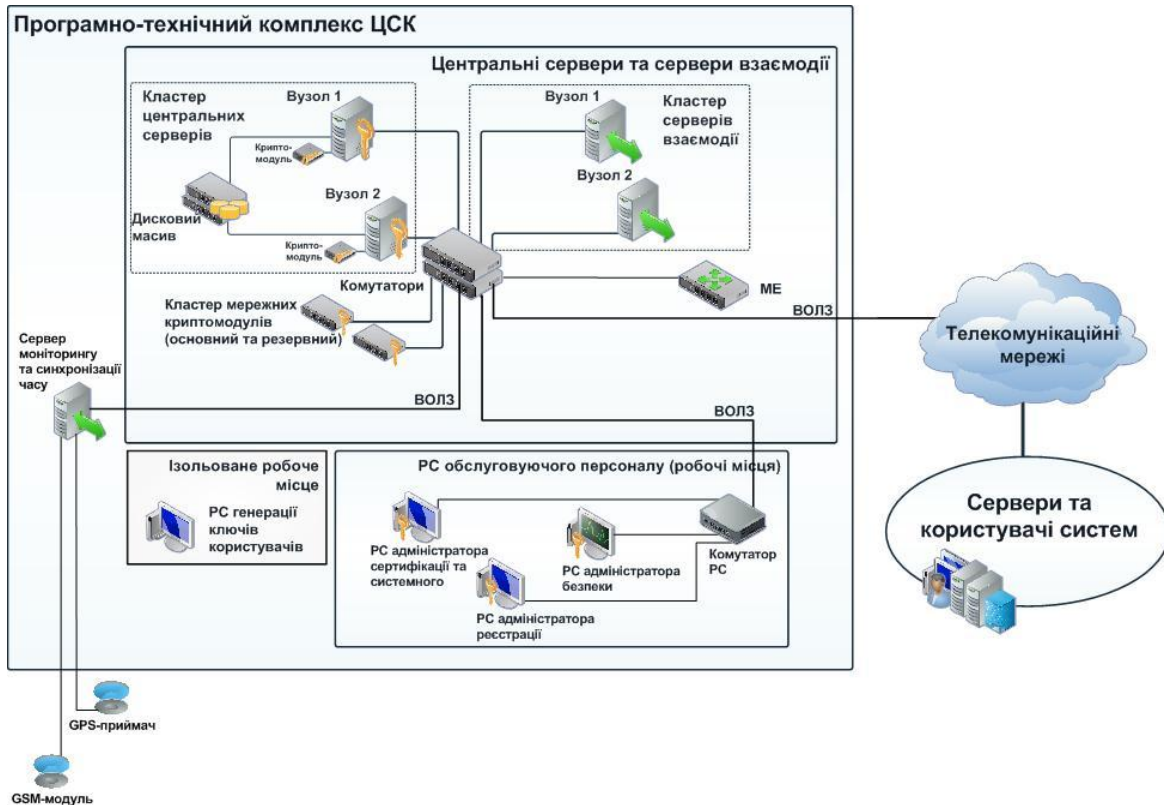 Програмно-технічний комплекс ЦСК
Центральні сервери та сервери взаємодії
Кластер
центральних
серверів
Вузол 1
Крипто-
модуль
Вузол 2
Дисковий
масив
Крипто-
модуль
Вузол 1
Кластер
серверів
взаємодії
Вузол 2
Комутатори
МЕ
Кластер мережних
криптомодулів
(основний та резервний)
ВОЛЗ
Телекомунікаційні
мережі
Сервер
моніторингу
та синхронізації
часу
ВОЛЗ
ВОЛЗ
Ізольоване робоче
місце
РС генерації
ключів
користувачів
РС обслуговуючого персоналу (робочі місця)
РС адміністратора
сертифікації та
системного
РС адміністратора
безпеки
Комутатор
РС
РС адміністратора
реєстрації
Сервери та
користувачі систем
GPS-приймач
GSM-модуль